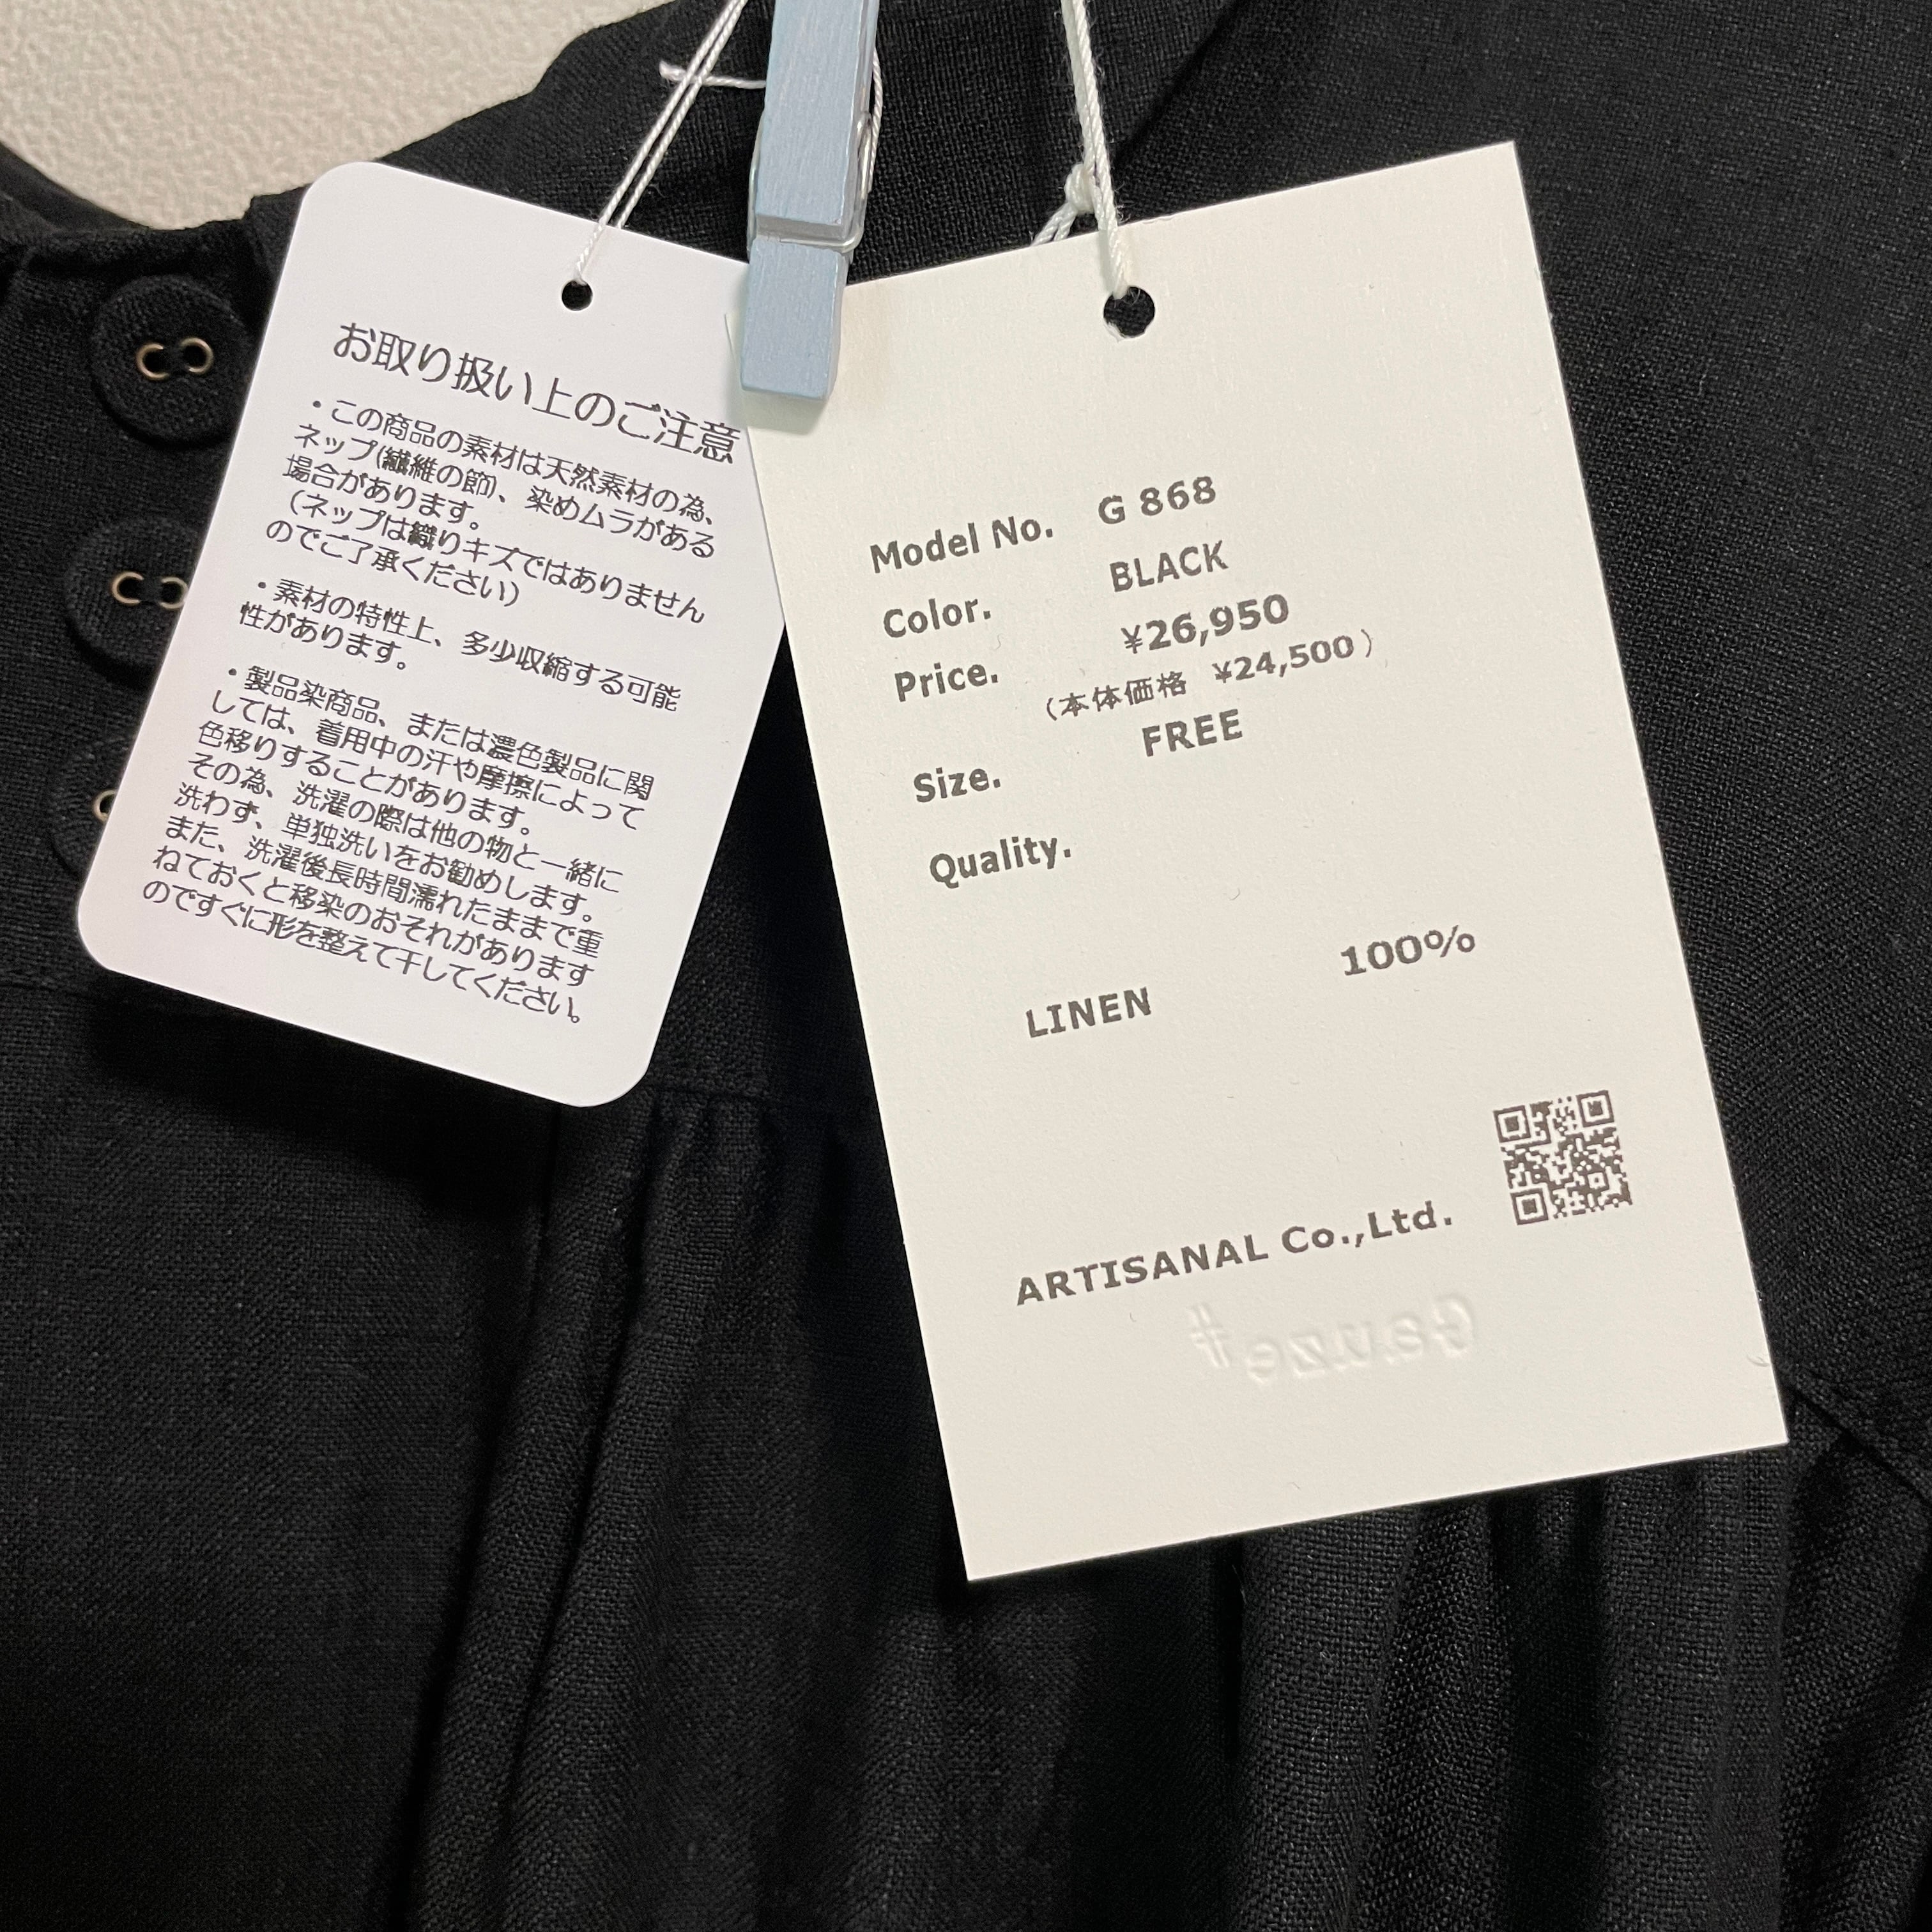 お取り扱い上のご注意
・この商品の素材は天然素材の為、
ネップ(繊維の節)、染めムラがある
場合があります。
（ネップは織りキズではありません
のでご了承ください）
・素材の特性上、多少収縮する可能
性があります。
・製品染商品、または濃色製品に関
しては、着用中の汗や摩擦によって
色移りすることがあります。
その為、洗濯の際は他の物と一緒に
洗わず、単独洗いをお勧めします。
また、洗濯後長時間濡れたままで重
ねておくと移染のおそれがあります
のですぐに形を整えて干してください。
Model No. G 868
Color. BLACK
Price. ¥26,950
（本体価格 ¥24,500）
Size. FREE
Quality.
LINEN 100%
ARTISANAL Co.,Ltd.
Gauze#